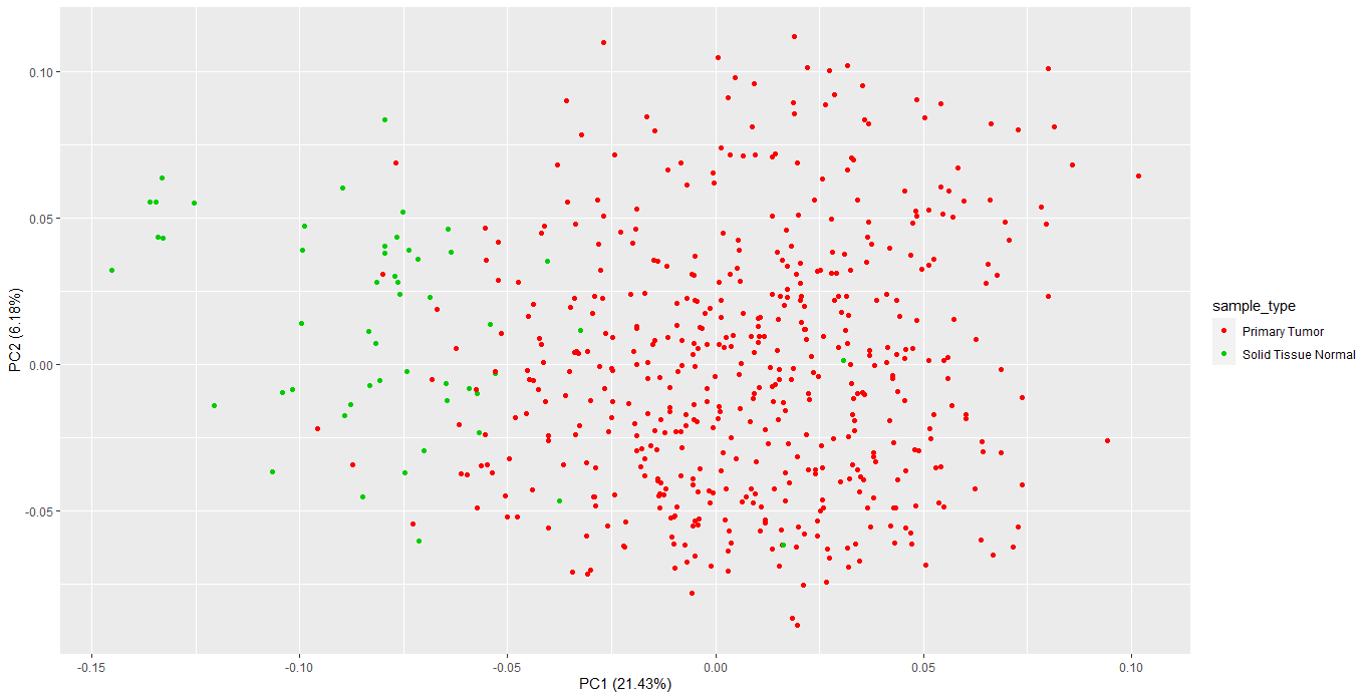 0.10
0.05
0.00
-0.05
PC2 (6.18%)
-0.15
-0.10
-0.05
0.00
0.05
0.10
PC1 (21.43%)
sample_type
Primary Tumor
Solid Tissue Normal